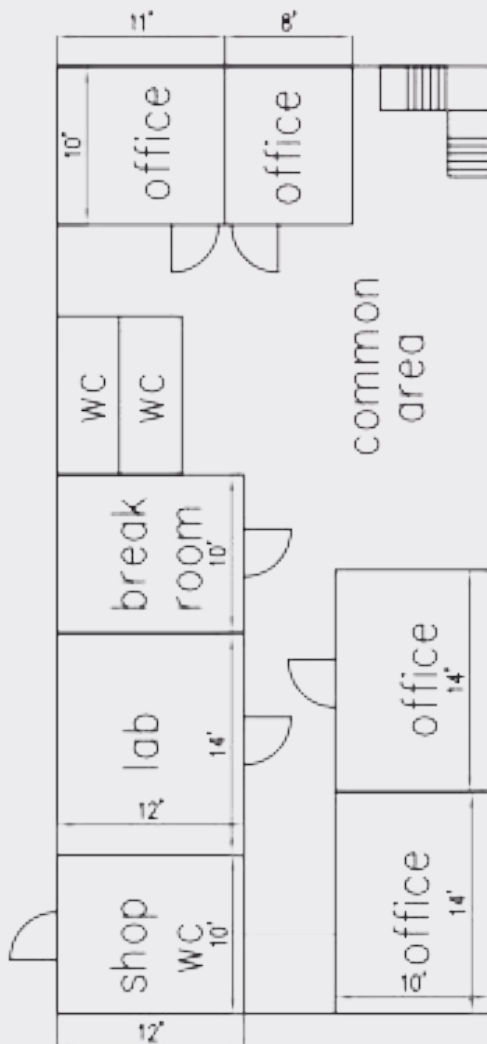 11'
8'
10'
office
office
common
area
WC
WC
break
room
10'
office
14'
lab
14'
12'
offfice
14'
10'
shop
WC
10'
12'